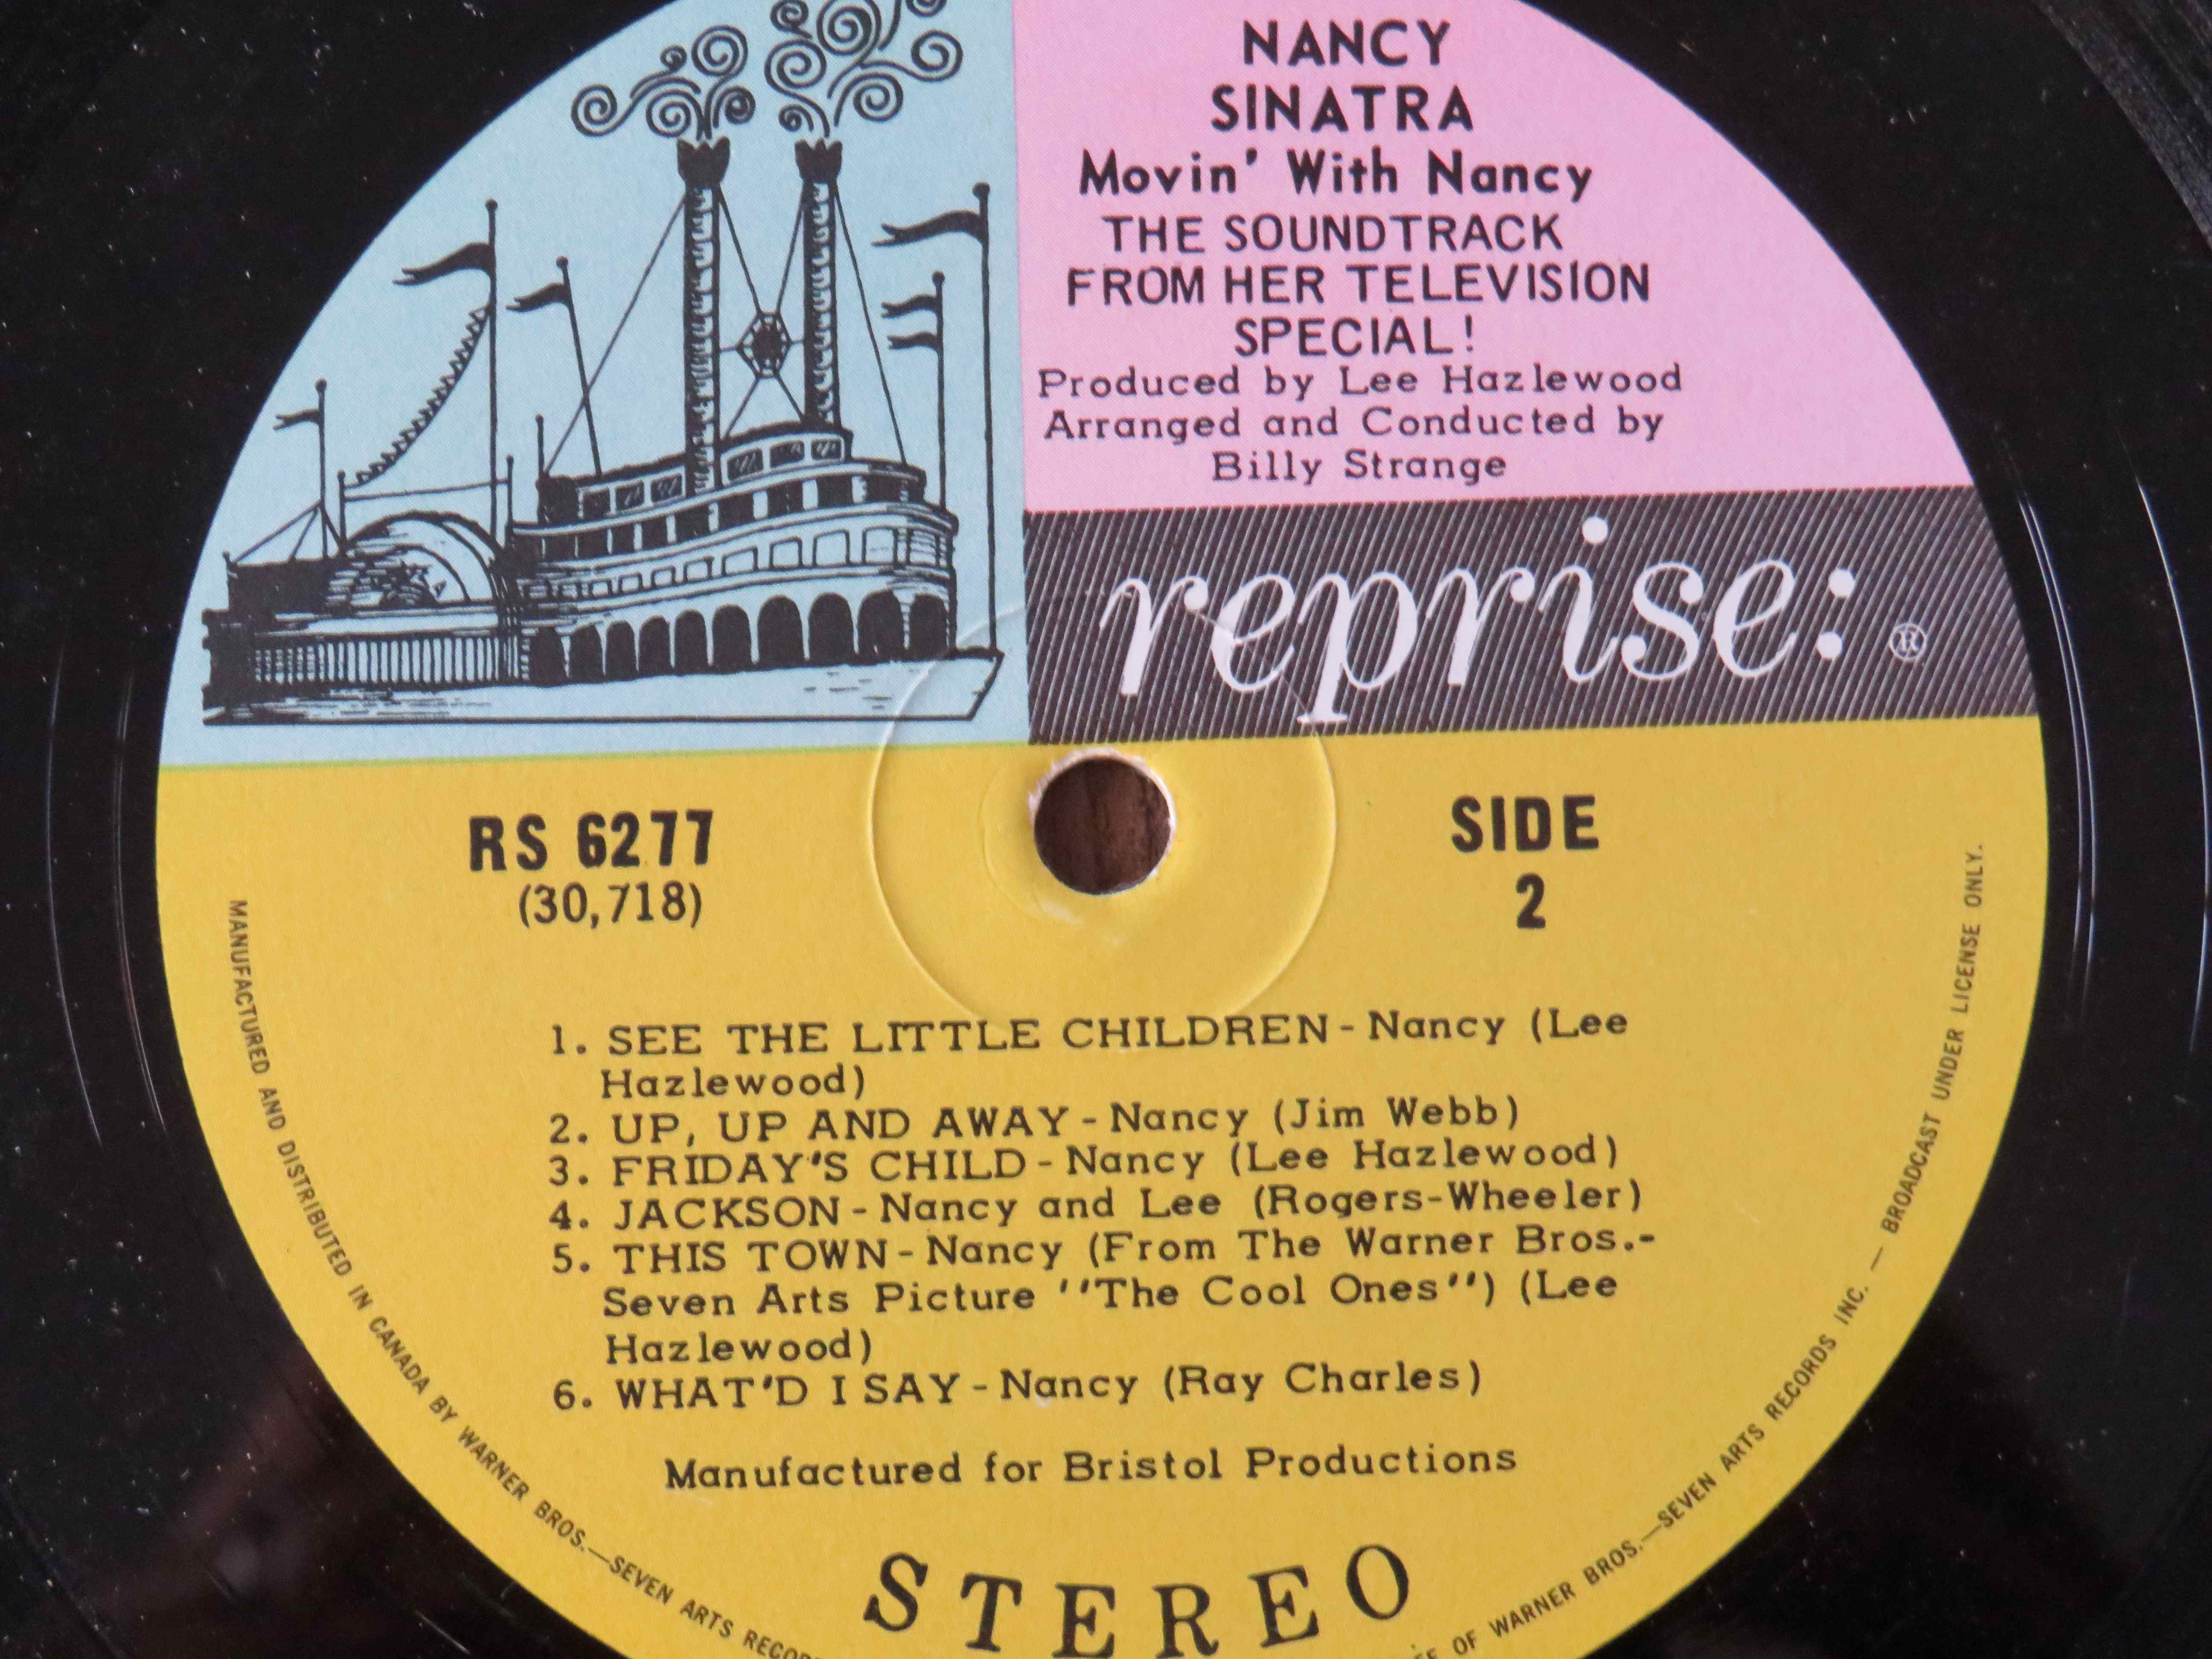 NANCY
SINATRA
Movin' With Nancy
THE SOUNDTRACK
FROM HER TELEVISION
SPECIAL!
Produced by Lee Hazlewood
Arranged and Conducted by
Billy Strange
reprise: ®
RS 6277
(30,718)
SIDE
2
1. SEE THE LITTLE CHILDREN - Nancy (Lee
Hazlewood)
2. UP, UP AND AWAY - Nancy (Jim Webb)
3. FRIDAY'S CHILD - Nancy (Lee Hazlewood)
4. JACKSON - Nancy and Lee (Rogers-Wheeler)
5. THIS TOWN - Nancy (From The Warner Bros.-
Seven Arts Picture ''The Cool Ones'') (Lee
Hazlewood)
6. WHAT'D I SAY - Nancy (Ray Charles)
Manufactured for Bristol Productions
STEREO
MANUFACTURED AND DISTRIBUTED IN CANADA BY WARNER BROS.—SEVEN ARTS
OF WARNER BROS.—SEVEN ARTS RECORDS INC. — BROADCAST UNDER LICENSE ONLY.